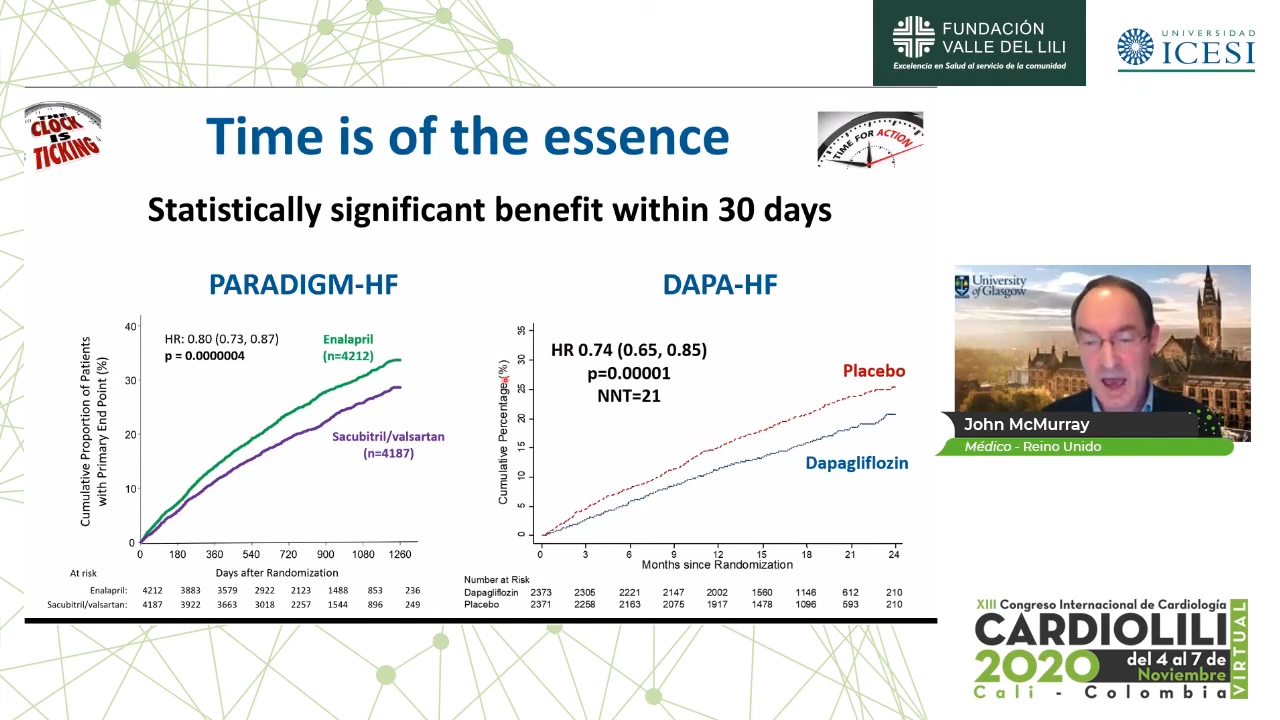 FUNDACIÓN
VALLE DEL LILI
Excelencia en Salud al servicio de la comunidad
UNIVERSIDAD
ICESI
THE
CLOCK
IS
TICKING
Time is of the essence
TIME FOR ACTION
Statistically significant benefit within 30 days
PARADIGM-HF
Cumulative Proportion of Patients
with Primary End Point (%)
40
30
20
10
0
HR: 0.80 (0.73, 0.87)
p = 0.0000004
Enalapril
(n=4212)
Sacubitril/valsartan
(n=4187)
0 180 360 540 720 900 1080 1260
At risk
Days after Randomization
Enalapril: 4212 3883 3579 2922 2123 1488 853 236
Sacubitril/valsartan: 4187 3922 3663 3018 2257 1544 896 249
DAPA-HF
Cumulative Percentage (%)
35
30
25
20
15
10
5
0
HR 0.74 (0.65, 0.85)
p=0.00001
NNT=21
Placebo
Dapagliflozin
0 3 6 9 12 15 18 21 24
Months since Randomization
Number at Risk
Dapagliflozin 2373 2305 2221 2147 2002 1560 1146 612 210
Placebo 2371 2258 2163 2075 1917 1478 1096 593 210
University
of Glasgow
John McMurray
Médico - Reino Unido
XIII Congreso Internacional de Cardiología
CARDIOLILI
2020
del 4 al 7 de
Noviembre
Cali - Colombia
VIRTUAL